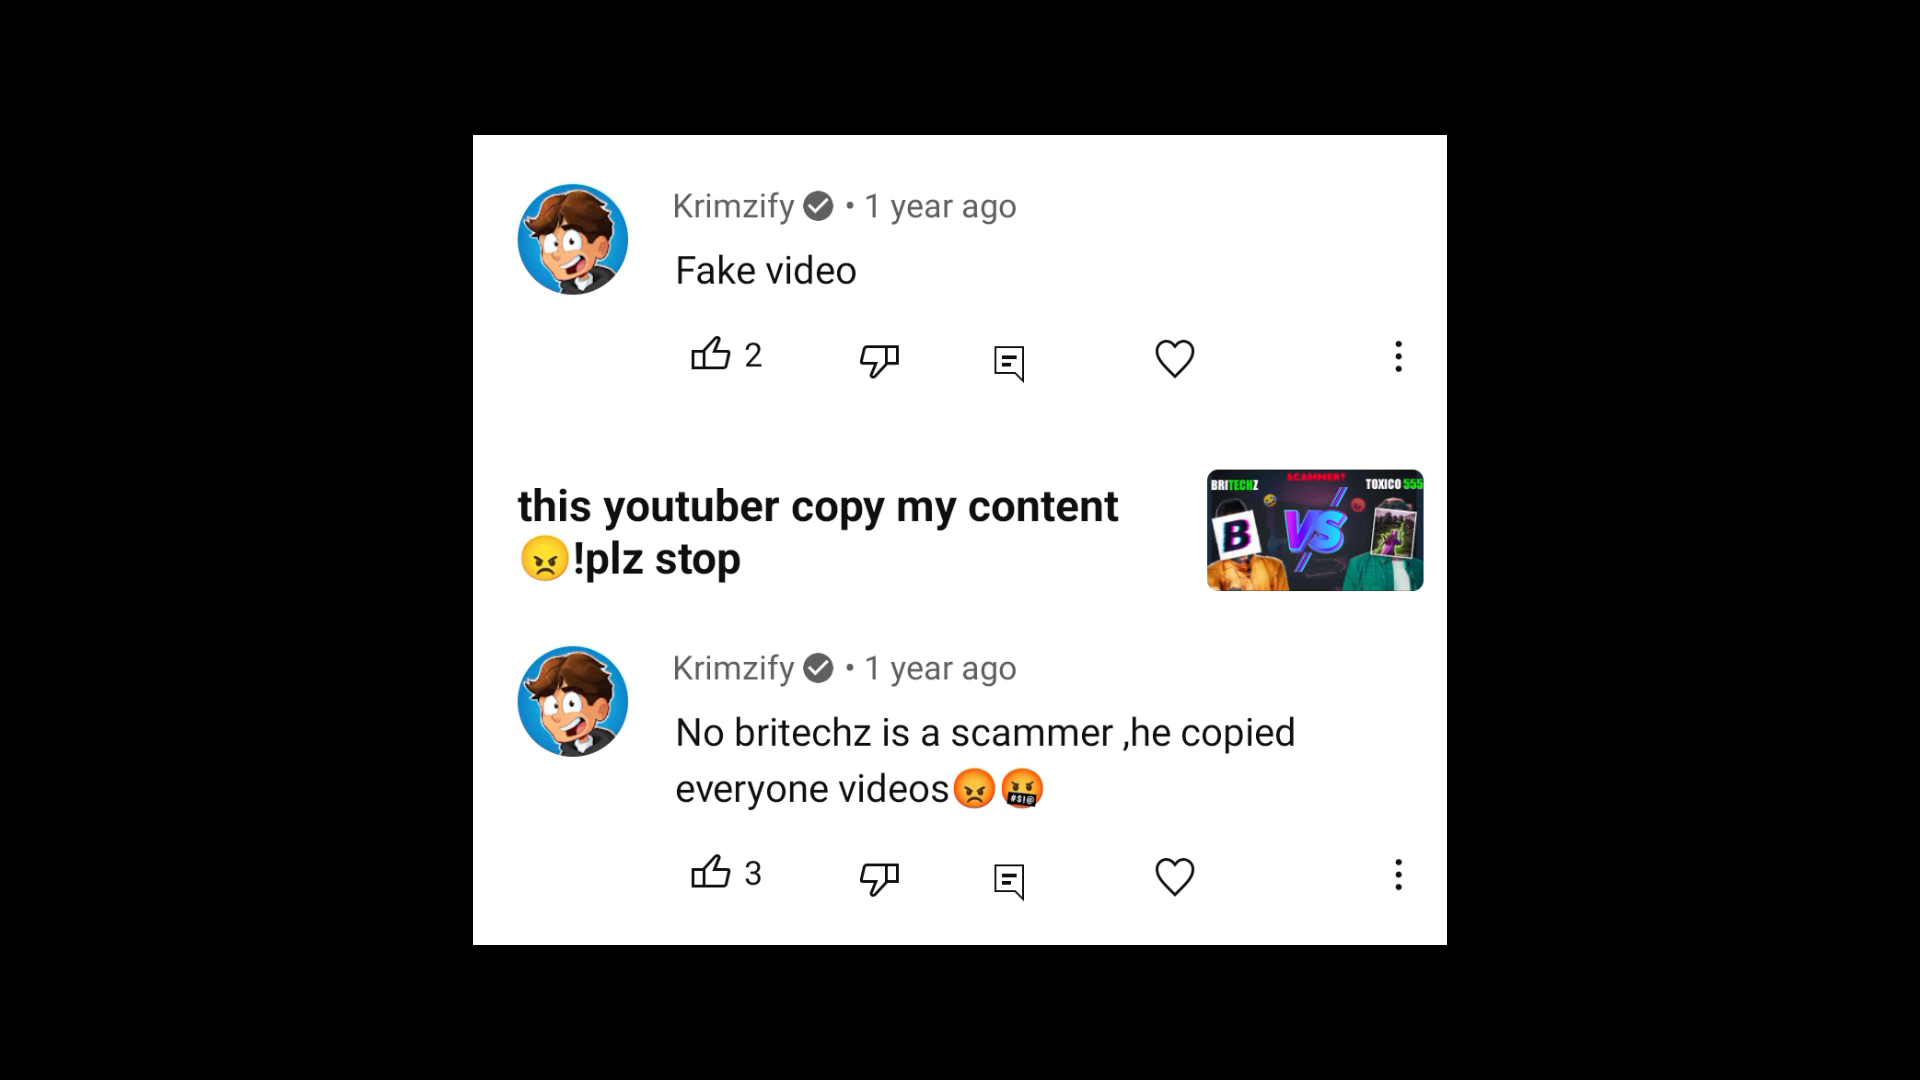 Krimzify • 1 year ago
Fake video
2
this youtuber copy my content
😠!plz stop
SCAMMER?
BRITECHZ
TOXICO 555
B
VS
Krimzify • 1 year ago
No britechz is a scammer ,he copied
everyone videos😡🤬
3